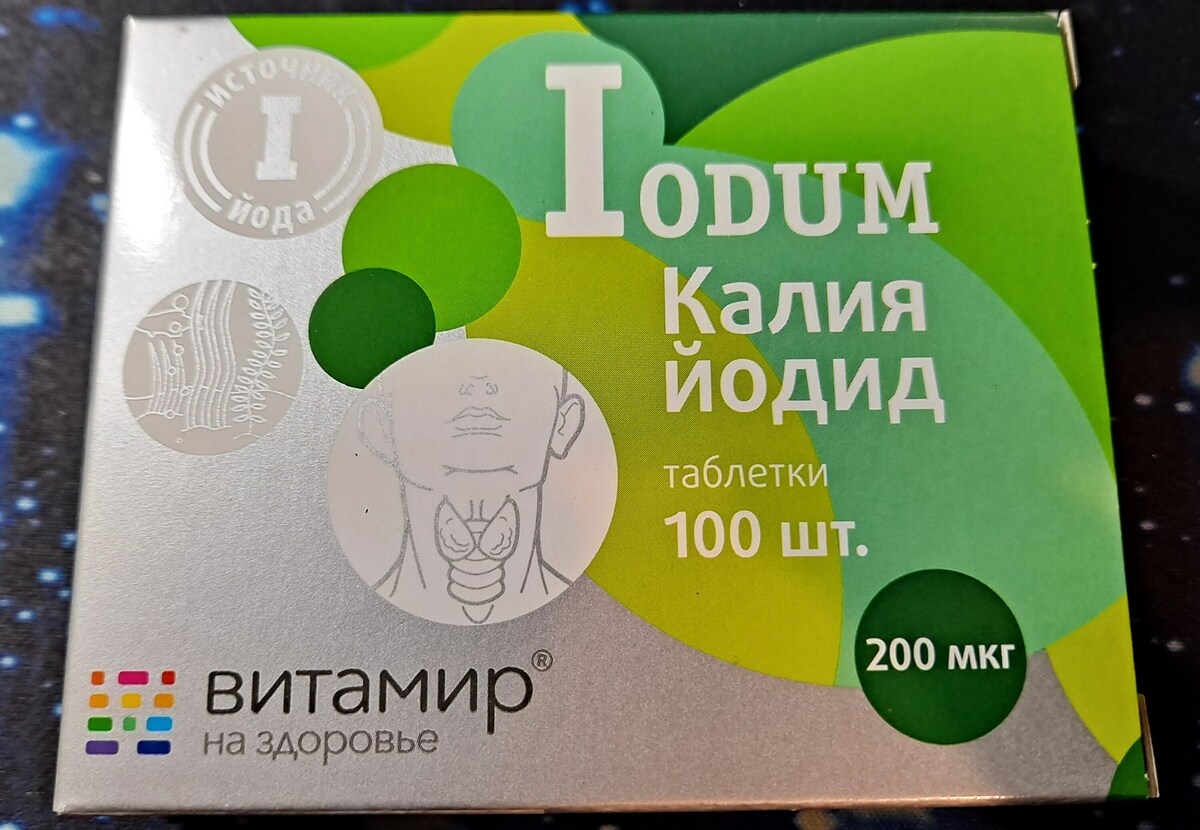 ИСТОЧНИК
I
йода
IODUM
Калия
йодид
таблетки
100 шт.
200 мкг
витамир®
на здоровье